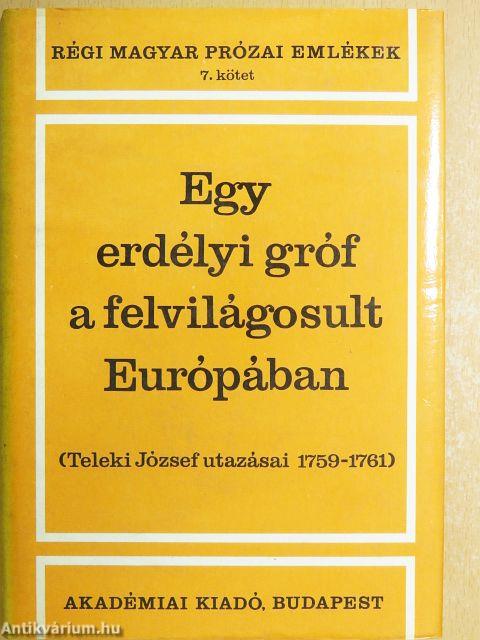 RÉGI MAGYAR PRÓZAI EMLÉKEK
7. kötet
Egy
erdélyi gróf
a felvilágosult
Európában
(Teleki József utazásai 1759-1761)
AKADÉMIAI KIADÓ, BUDAPEST
Antikvárium.hu